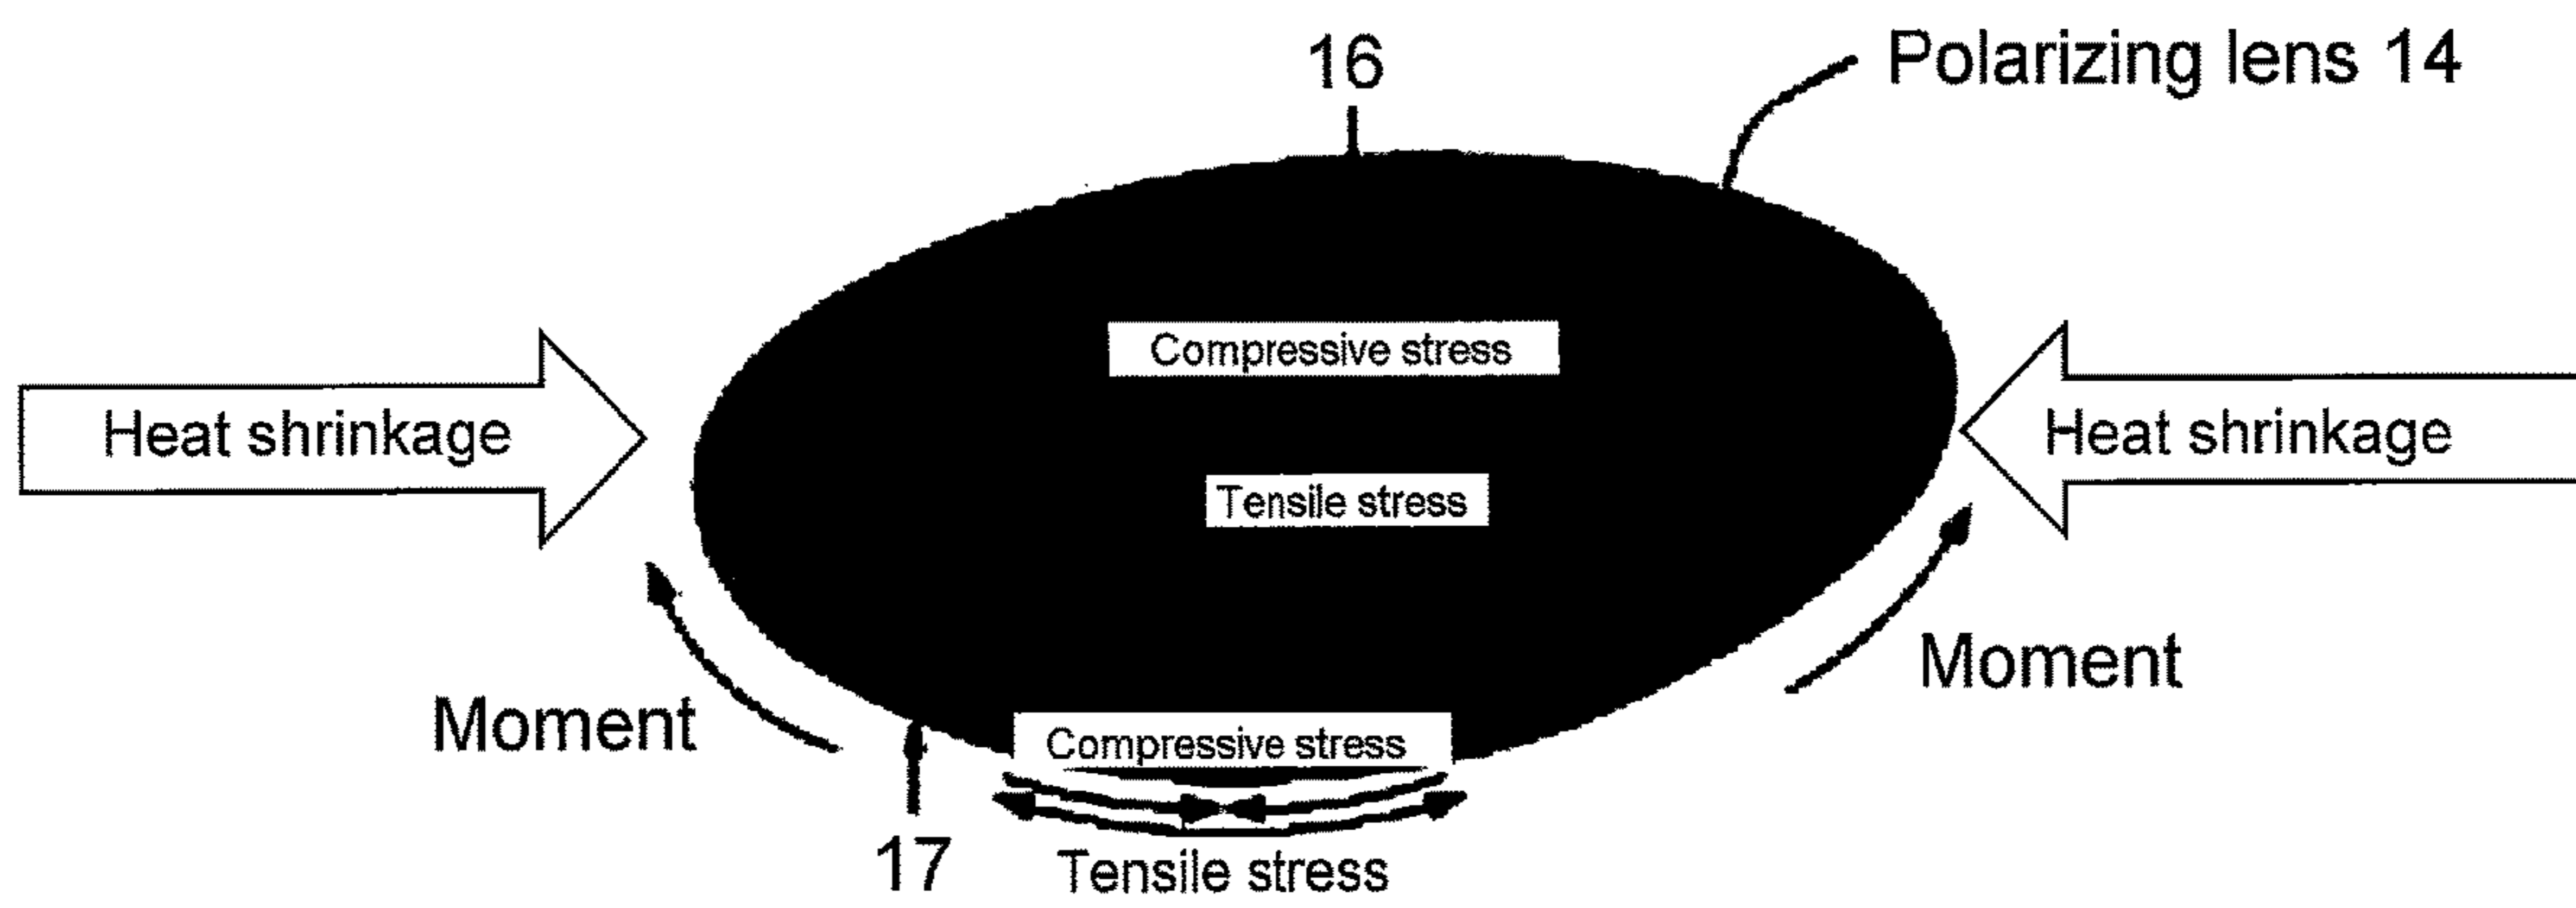 16
Polarizing lens 14
Compressive stress
Heat shrinkage
Heat shrinkage
Tensile stress
Moment
Moment
Compressive stress
17
Tensile stress